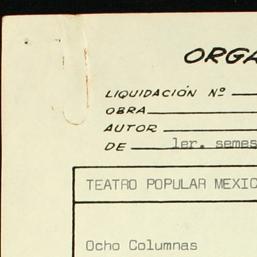 ORGA
LIQUIDACIÓN Nº
OBRA
AUTOR
DE 1er. semes
TEATRO POPULAR MEXIC
Ocho Columnas